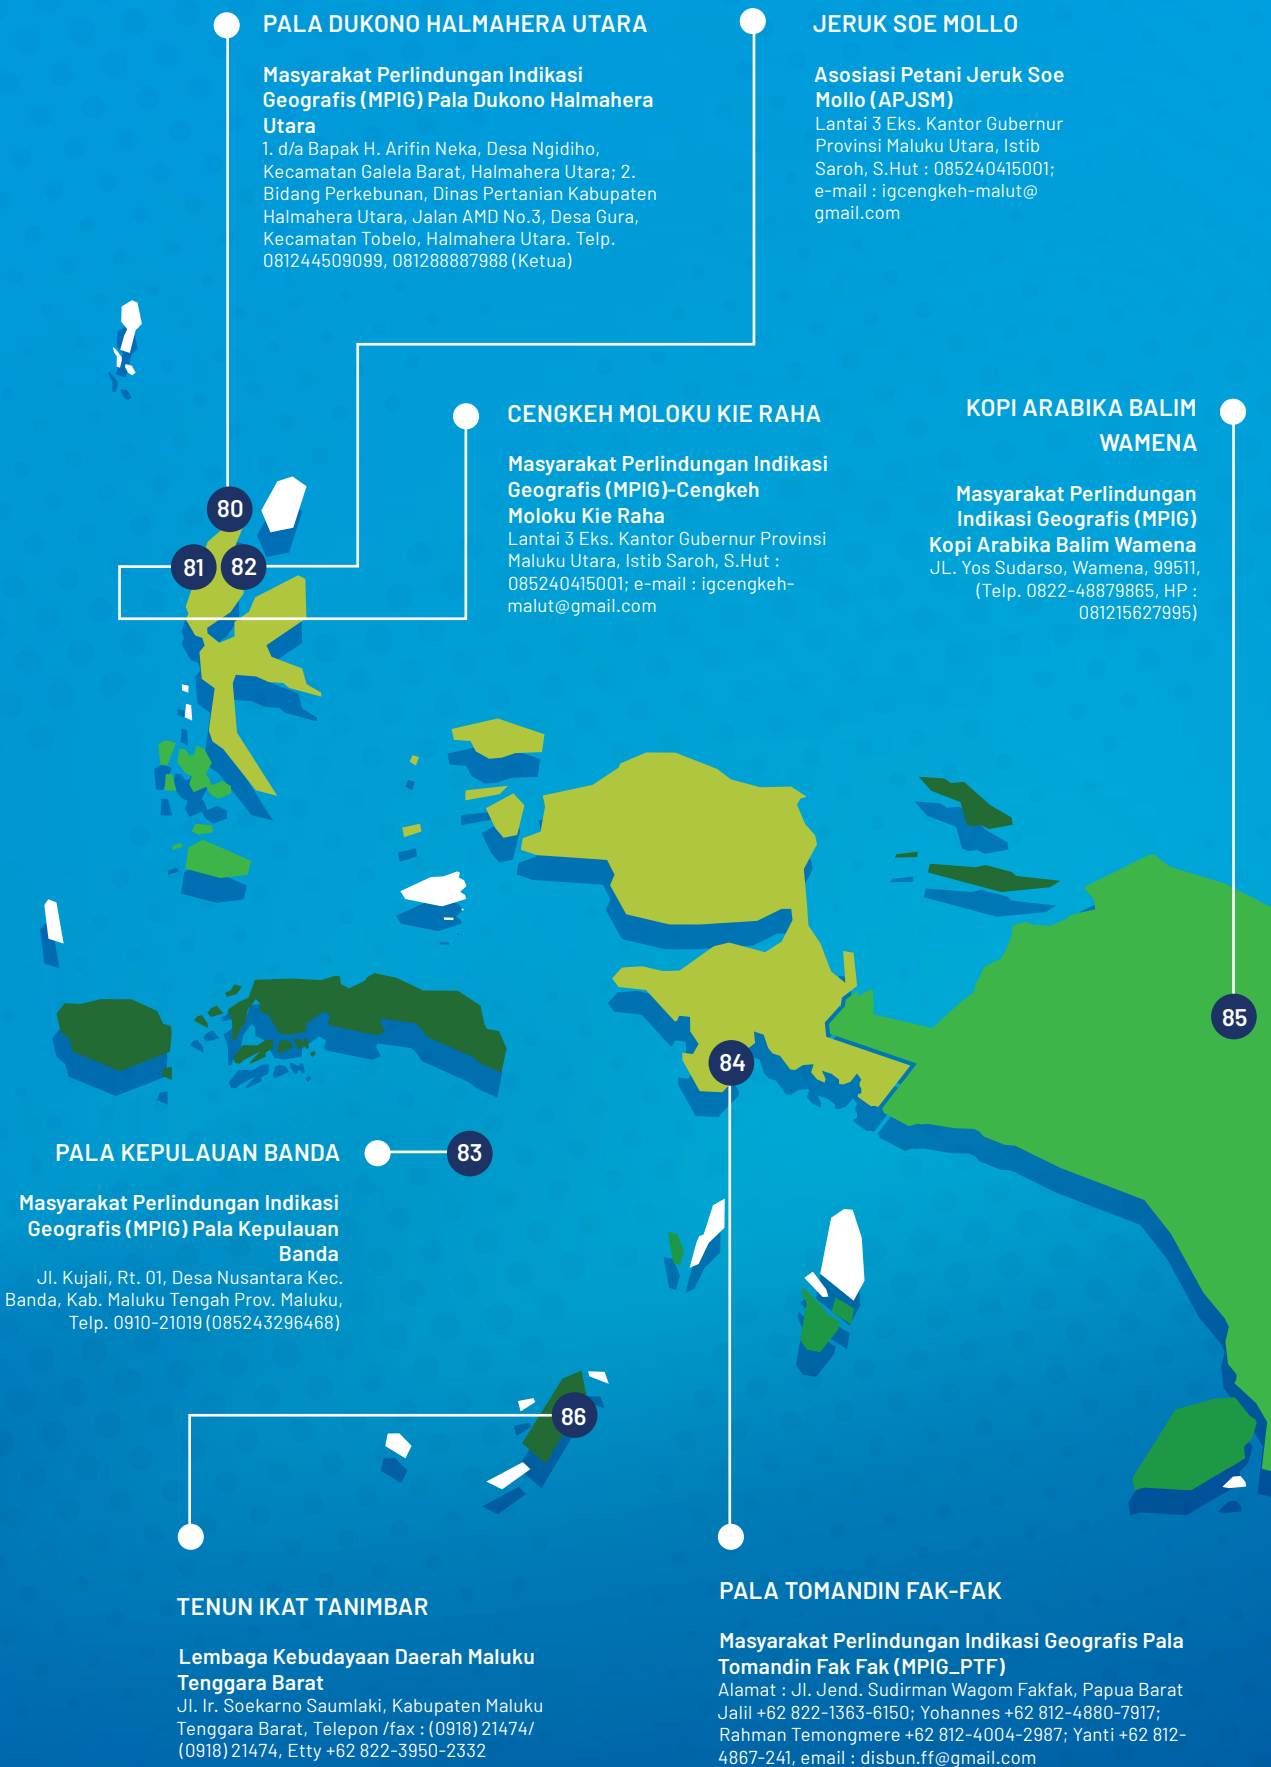 PALA DUKONO HALMAHERA UTARA
Masyarakat Perlindungan Indikasi
Geografis (MPIG) Pala Dukono Halmahera
Utara
1. d/a Bapak H. Arifin Neka, Desa Ngidiho,
Kecamatan Galela Barat, Halmahera Utara; 2.
Bidang Perkebunan, Dinas Pertanian Kabupaten
Halmahera Utara, Jalan AMD No.3, Desa Gura,
Kecamatan Tobelo, Halmahera Utara. Telp.
081244509099, 081288887988 (Ketua)
JERUK SOE MOLLO
Asosiasi Petani Jeruk Soe
Mollo (APJSM)
Lantai 3 Eks. Kantor Gubernur
Provinsi Maluku Utara, Istib
Saroh, S.Hut : 085240415001;
e-mail : igcengkeh-malut@
gmail.com
CENGKEH MOLOKU KIE RAHA
Masyarakat Perlindungan Indikasi
Geografis (MPIG)-Cengkeh
Moloku Kie Raha
Lantai 3 Eks. Kantor Gubernur Provinsi
Maluku Utara, Istib Saroh, S.Hut :
085240415001; e-mail : igcengkeh-
malut@gmail.com
KOPI ARABIKA BALIM
WAMENA
Masyarakat Perlindungan
Indikasi Geografis (MPIG)
Kopi Arabika Balim Wamena
JL. Yos Sudarso, Wamena, 99511,
(Telp. 0822-48879865, HP :
081215627995)
80
81
82
85
84
83
PALA KEPULAUAN BANDA
Masyarakat Perlindungan Indikasi
Geografis (MPIG) Pala Kepulauan
Banda
Jl. Kujali, Rt. 01, Desa Nusantara Kec.
Banda, Kab. Maluku Tengah Prov. Maluku,
Telp. 0910-21019 (085243296468)
86
TENUN IKAT TANIMBAR
Lembaga Kebudayaan Daerah Maluku
Tenggara Barat
Jl. Ir. Soekarno Saumlaki, Kabupaten Maluku
Tenggara Barat, Telepon /fax : (0918) 21474/
(0918) 21474, Etty +62 822-3950-2332
PALA TOMANDIN FAK-FAK
Masyarakat Perlindungan Indikasi Geografis Pala
Tomandin Fak Fak (MPIG_PTF)
Alamat : Jl. Jend. Sudirman Wagom Fakfak, Papua Barat
Jalil +62 822-1363-6150; Yohannes +62 812-4880-7917;
Rahman Temongmere +62 812-4004-2987; Yanti +62 812-
4867-241, email : disbun.ff@gmail.com